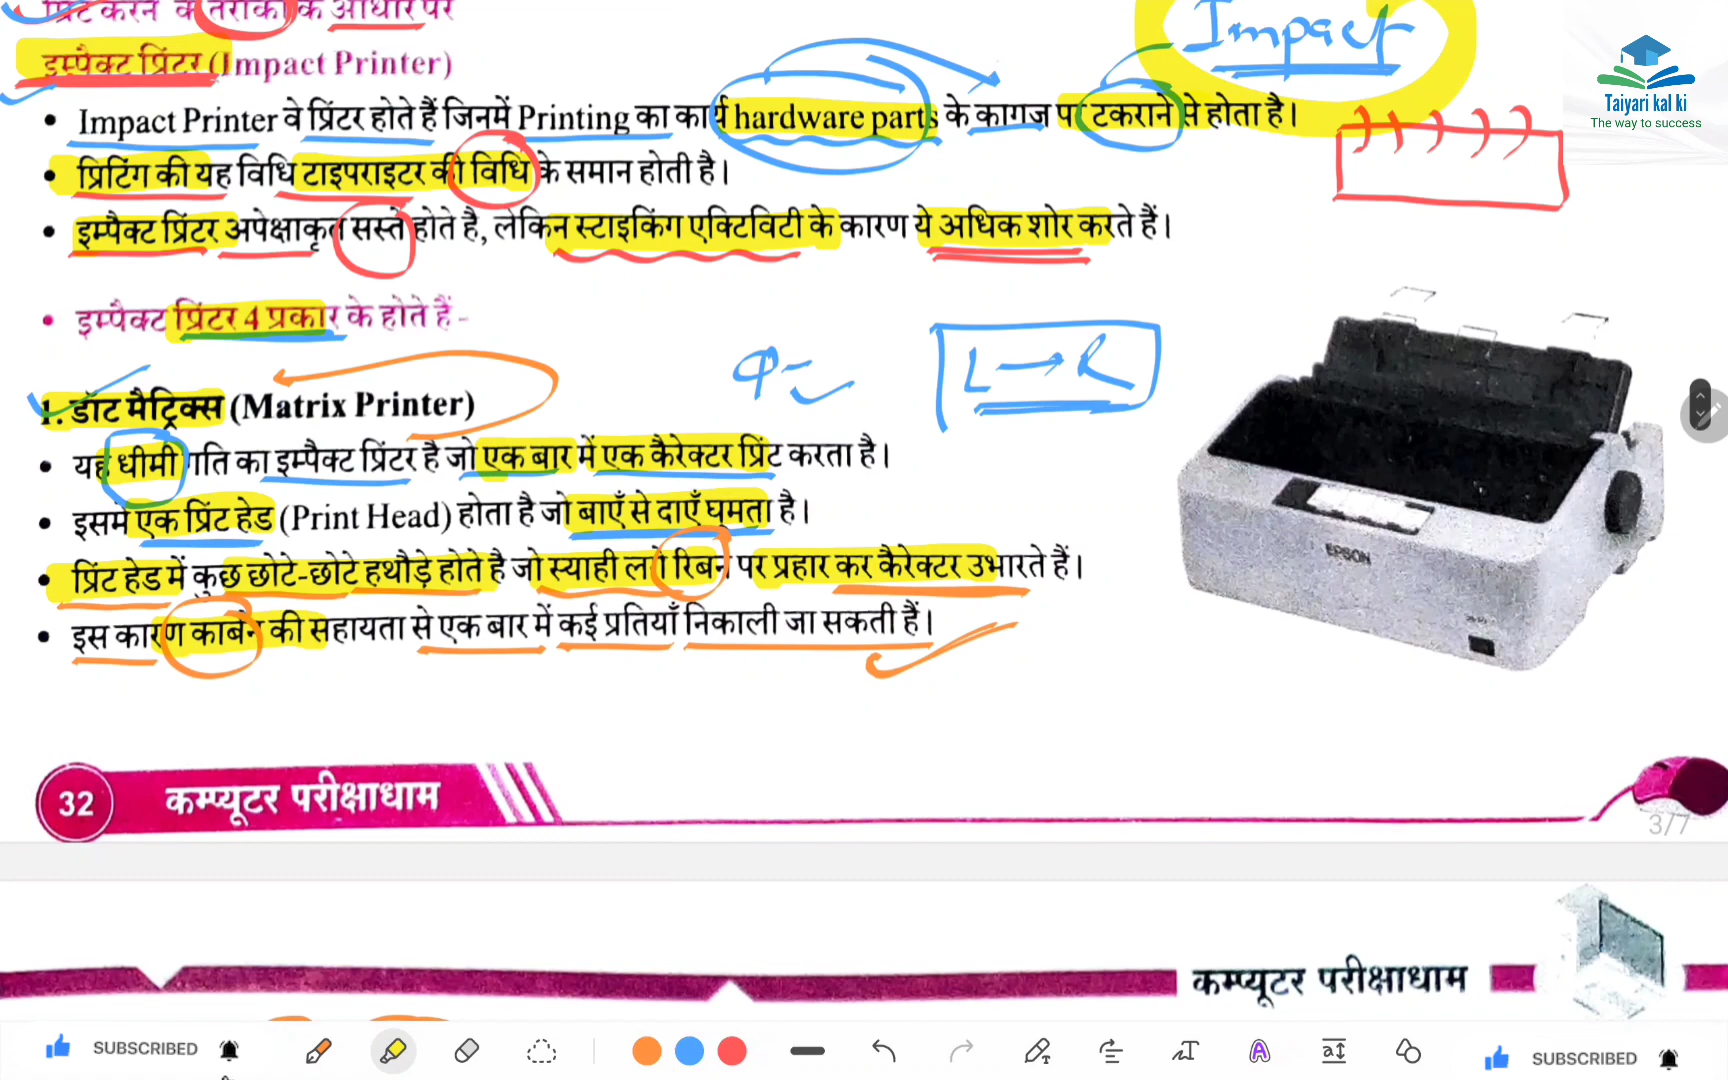 प्रिंट करने के तरीको के आधार पर
Impact
इम्पैक्ट प्रिंटर (Impact Printer)
Taiyari kal ki
The way to success
• Impact Printer वे प्रिंटर होते हैं जिनमें Printing का कार्य hardware parts के कागज पर टकराने से होता है।
• प्रिटिंग की यह विधि टाइपराइटर की विधि के समान होती है।
• इम्पैक्ट प्रिंटर अपेक्षाकृत सस्ते होते है, लेकिन स्टाइकिंग एक्टिविटी के कारण ये अधिक शोर करते हैं।
• इम्पैक्ट प्रिंटर 4 प्रकार के होते हैं -
L → R
1. डॉट मैट्रिक्स (Matrix Printer)
• यह धीमी गति का इम्पैक्ट प्रिंटर है जो एक बार में एक कैरेक्टर प्रिंट करता है।
• इसमें एक प्रिंट हेड (Print Head) होता है जो बाएँ से दाएँ घूमता है।
EPSON
• प्रिंट हेड में कुछ छोटे-छोटे हथौड़े होते है जो स्याही लगे रिबन पर प्रहार कर कैरेक्टर उभारते हैं।
• इस कारण कार्बन की सहायता से एक बार में कई प्रतियाँ निकाली जा सकती हैं।
32 कम्प्यूटर परीक्षाधाम
3/7
कम्प्यूटर परीक्षाधाम
SUBSCRIBED
SUBSCRIBED